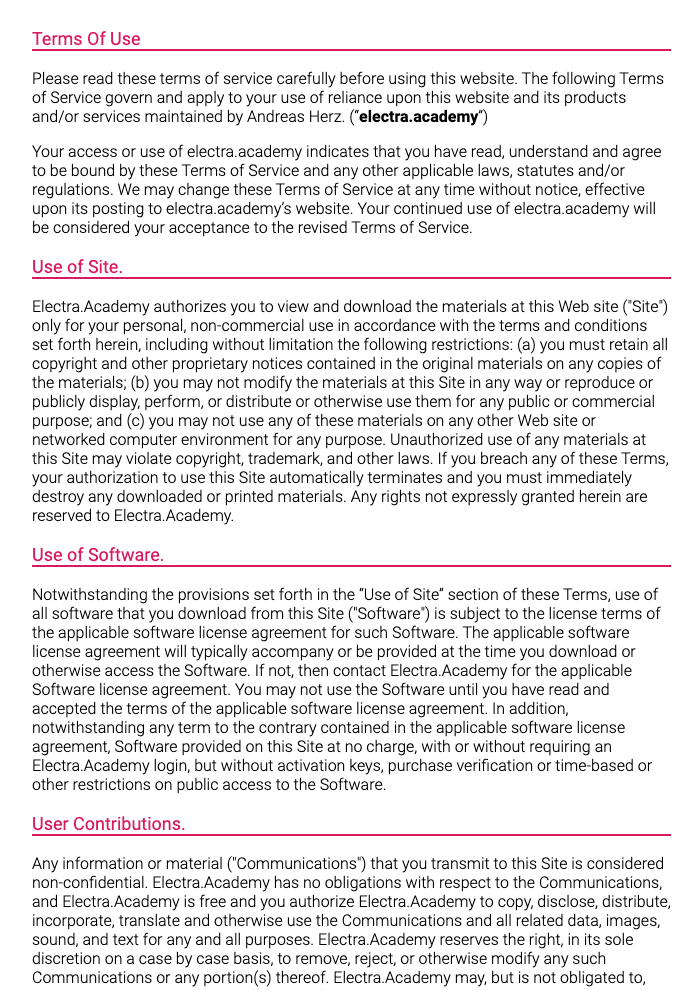 Terms Of Use
Please read these terms of service carefully before using this website. The following Terms
of Service govern and apply to your use of reliance upon this website and its products
and/or services maintained by Andreas Herz. (“electra.academy“)
Your access or use of electra.academy indicates that you have read, understand and agree
to be bound by these Terms of Service and any other applicable laws, statutes and/or
regulations. We may change these Terms of Service at any time without notice, effective
upon its posting to electra.academy’s website. Your continued use of electra.academy will
be considered your acceptance to the revised Terms of Service.
Use of Site.
Electra.Academy authorizes you to view and download the materials at this Web site ("Site")
only for your personal, non-commercial use in accordance with the terms and conditions
set forth herein, including without limitation the following restrictions: (a) you must retain all
copyright and other proprietary notices contained in the original materials on any copies of
the materials; (b) you may not modify the materials at this Site in any way or reproduce or
publicly display, perform, or distribute or otherwise use them for any public or commercial
purpose; and (c) you may not use any of these materials on any other Web site or
networked computer environment for any purpose. Unauthorized use of any materials at
this Site may violate copyright, trademark, and other laws. If you breach any of these Terms,
your authorization to use this Site automatically terminates and you must immediately
destroy any downloaded or printed materials. Any rights not expressly granted herein are
reserved to Electra.Academy.
Use of Software.
Notwithstanding the provisions set forth in the “Use of Site” section of these Terms, use of
all software that you download from this Site ("Software") is subject to the license terms of
the applicable software license agreement for such Software. The applicable software
license agreement will typically accompany or be provided at the time you download or
otherwise access the Software. If not, then contact Electra.Academy for the applicable
Software license agreement. You may not use the Software until you have read and
accepted the terms of the applicable software license agreement. In addition,
notwithstanding any term to the contrary contained in the applicable software license
agreement, Software provided on this Site at no charge, with or without requiring an
Electra.Academy login, but without activation keys, purchase verification or time-based or
other restrictions on public access to the Software.
User Contributions.
Any information or material ("Communications") that you transmit to this Site is considered
non-confidential. Electra.Academy has no obligations with respect to the Communications,
and Electra.Academy is free and you authorize Electra.Academy to copy, disclose, distribute,
incorporate, translate and otherwise use the Communications and all related data, images,
sound, and text for any and all purposes. Electra.Academy reserves the right, in its sole
discretion on a case by case basis, to remove, reject, or otherwise modify any such
Communications or any portion(s) thereof. Electra.Academy may, but is not obligated to,